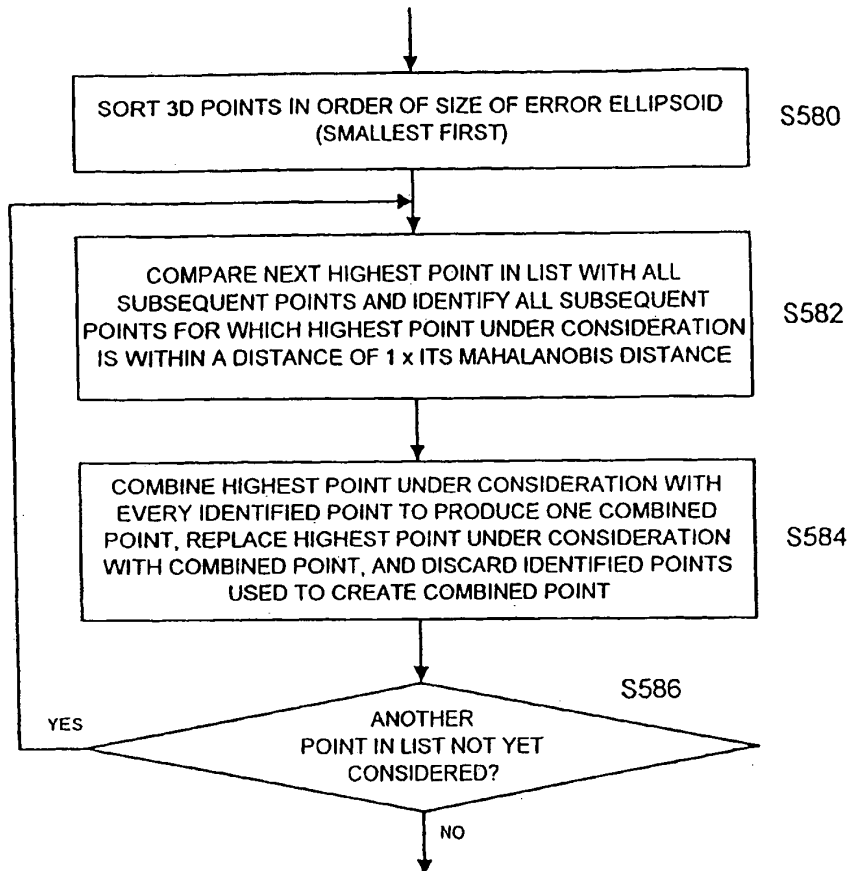 SORT 3D POINTS IN ORDER OF SIZE OF ERROR ELLIPSOID
(SMALLEST FIRST)
S580
COMPARE NEXT HIGHEST POINT IN LIST WITH ALL
SUBSEQUENT POINTS AND IDENTIFY ALL SUBSEQUENT
POINTS FOR WHICH HIGHEST POINT UNDER CONSIDERATION
IS WITHIN A DISTANCE OF 1 x ITS MAHALANOBIS DISTANCE
S582
COMBINE HIGHEST POINT UNDER CONSIDERATION WITH
EVERY IDENTIFIED POINT TO PRODUCE ONE COMBINED
POINT, REPLACE HIGHEST POINT UNDER CONSIDERATION
WITH COMBINED POINT, AND DISCARD IDENTIFIED POINTS
USED TO CREATE COMBINED POINT
S584
S586
YES
ANOTHER
POINT IN LIST NOT YET
CONSIDERED?
NO